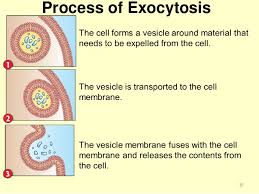 Process of Exocytosis
The cell forms a vesicle around material that
needs to be expelled from the cell.
1
The vesicle is transported to the cell
membrane.
2
The vesicle membrane fuses with the cell
membrane and releases the contents from
the cell.
3